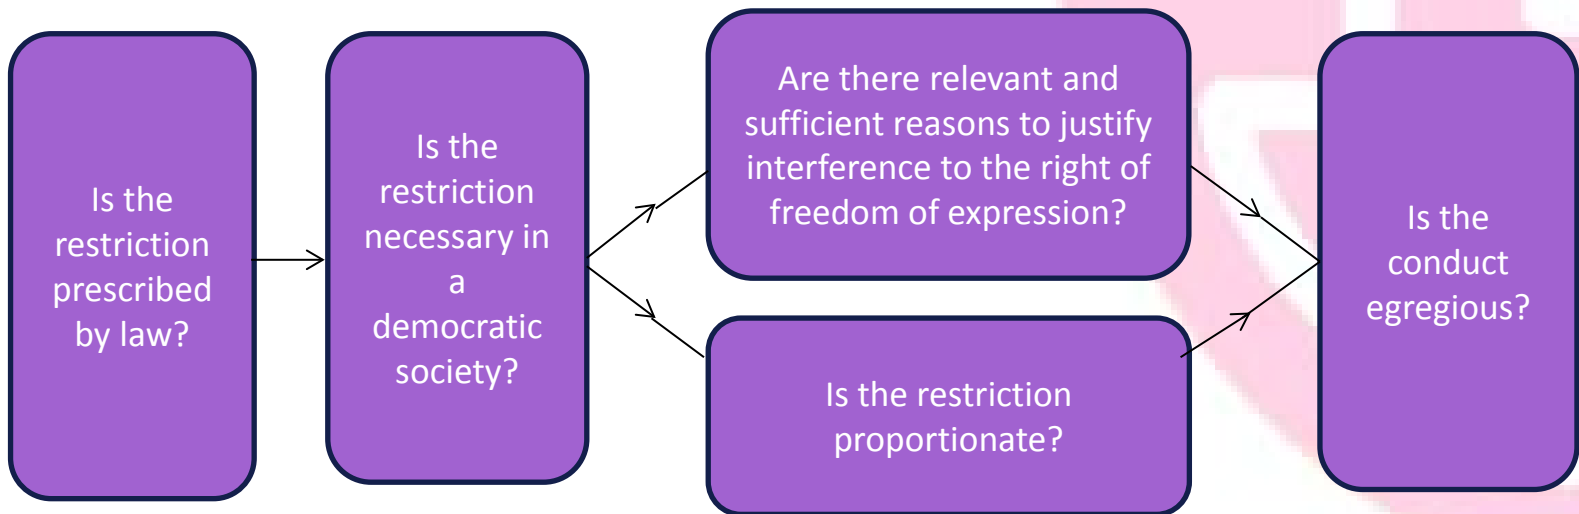 Is the
restriction
prescribed
by law?
Is the
restriction
necessary in
a
democratic
society?
Are there relevant and
sufficient reasons to justify
interference to the right of
freedom of expression?
Is the restriction
proportionate?
Is the
conduct
egregious?